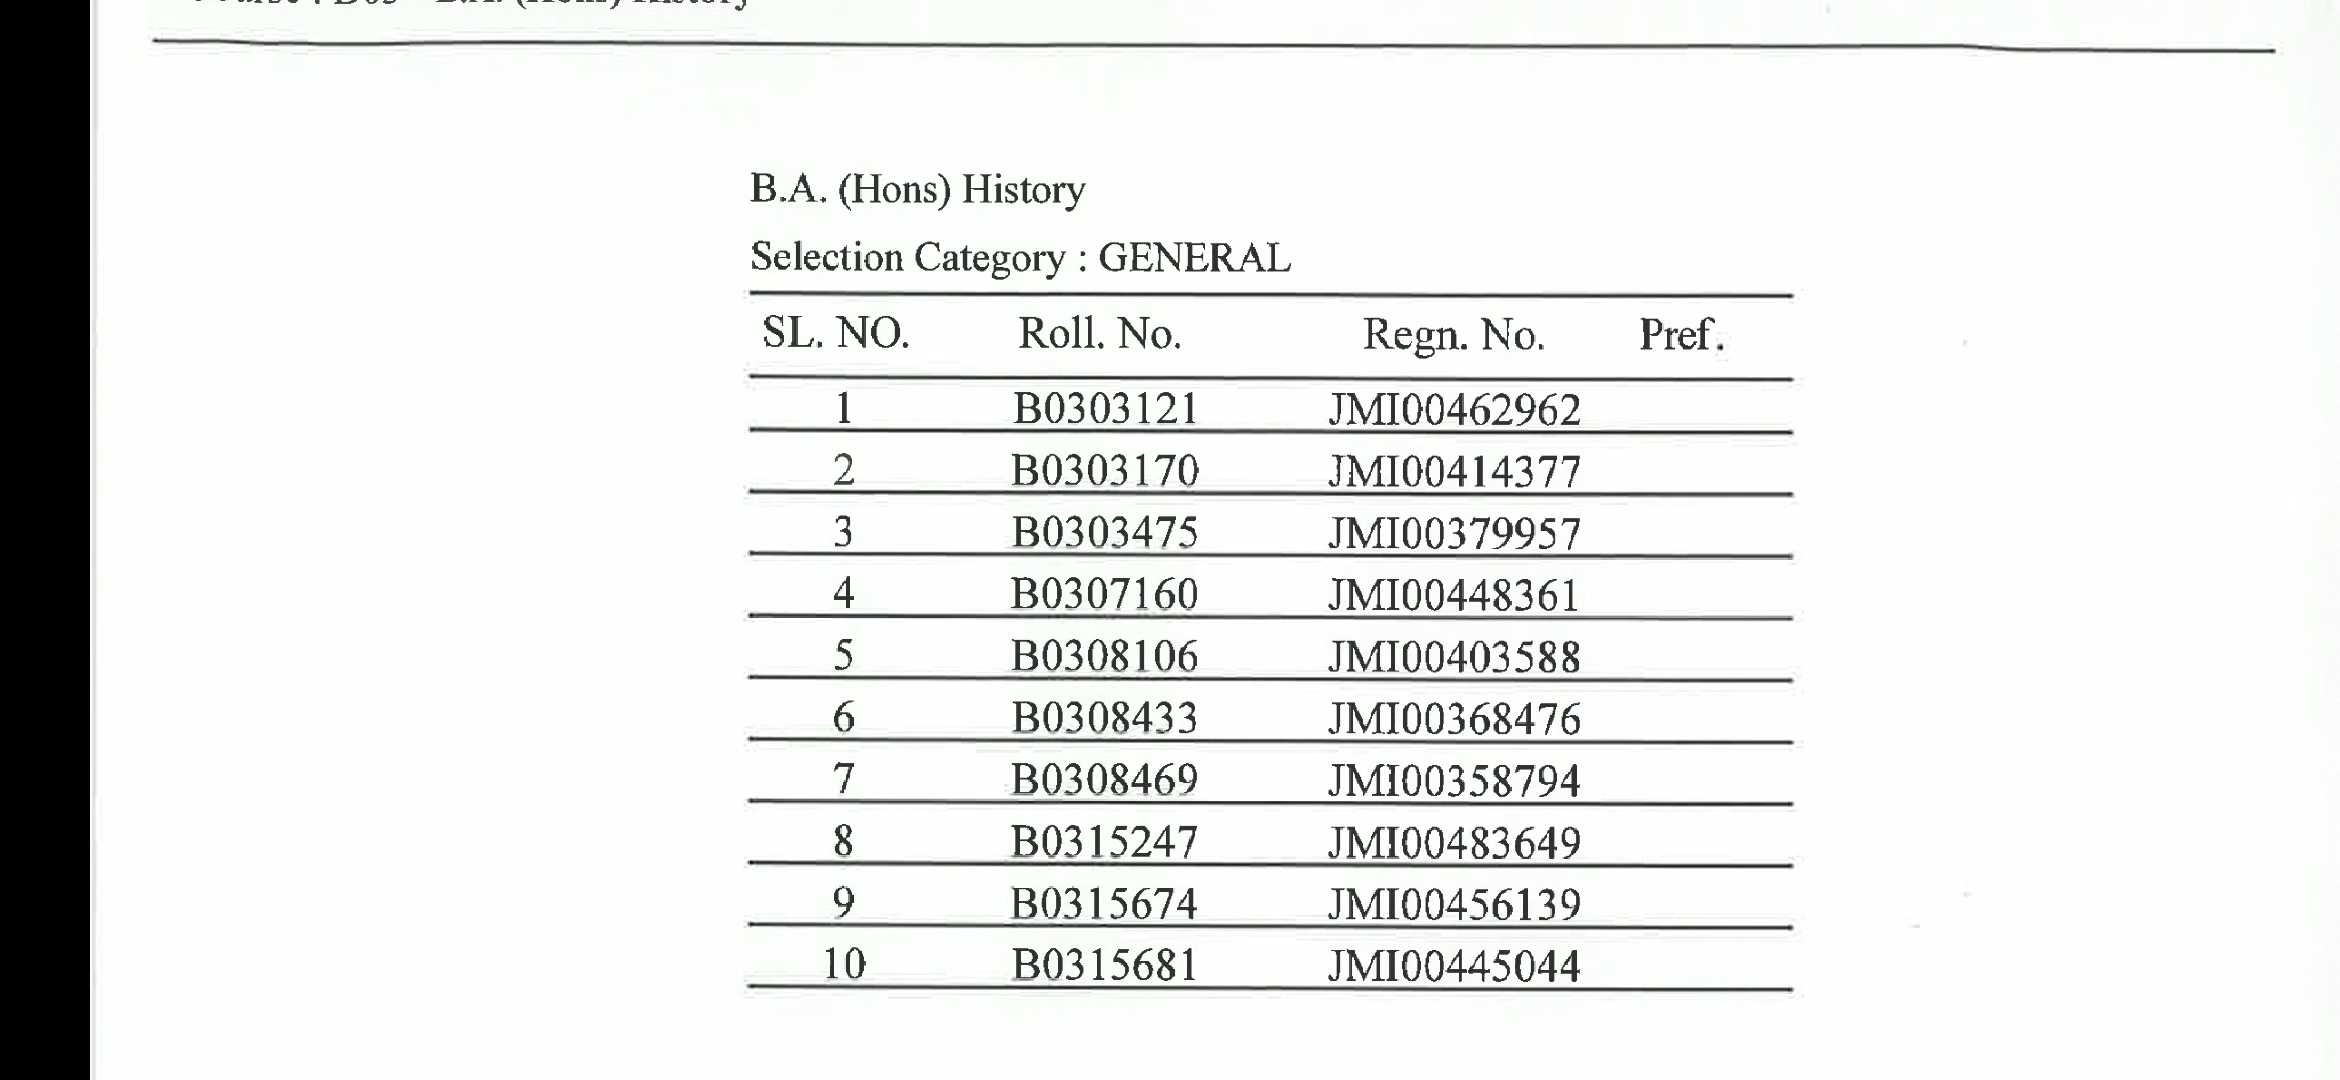 B.A. (Hons) History
B.A. (Hons) History
Selection Category : GENERAL
SL. NO. Roll. No. Regn. No. Pref.
1 B0303121 JMI00462962
2 B0303170 JMI00414377
3 B0303475 JMI00379957
4 B0307160 JMI00448361
5 B0308106 JMI00403588
6 B0308433 JMI00368476
7 B0308469 JMI00358794
8 B0315247 JMI00483649
9 B0315674 JMI00456139
10 B0315681 JMI00445044